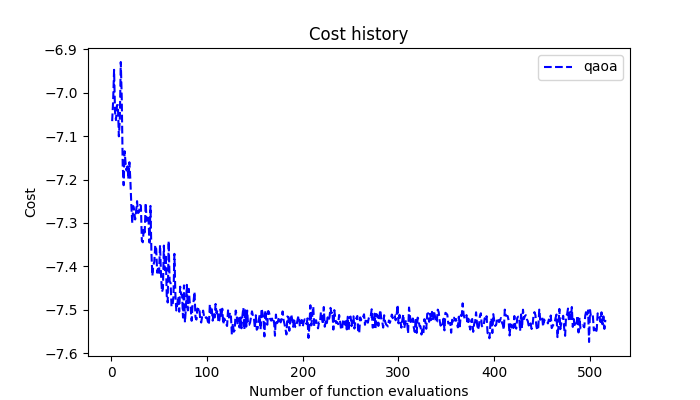 Cost history
qaoa
−6.9
−7.0
−7.1
−7.2
−7.3
−7.4
−7.5
−7.6
Cost
0 100 200 300 400 500
Number of function evaluations